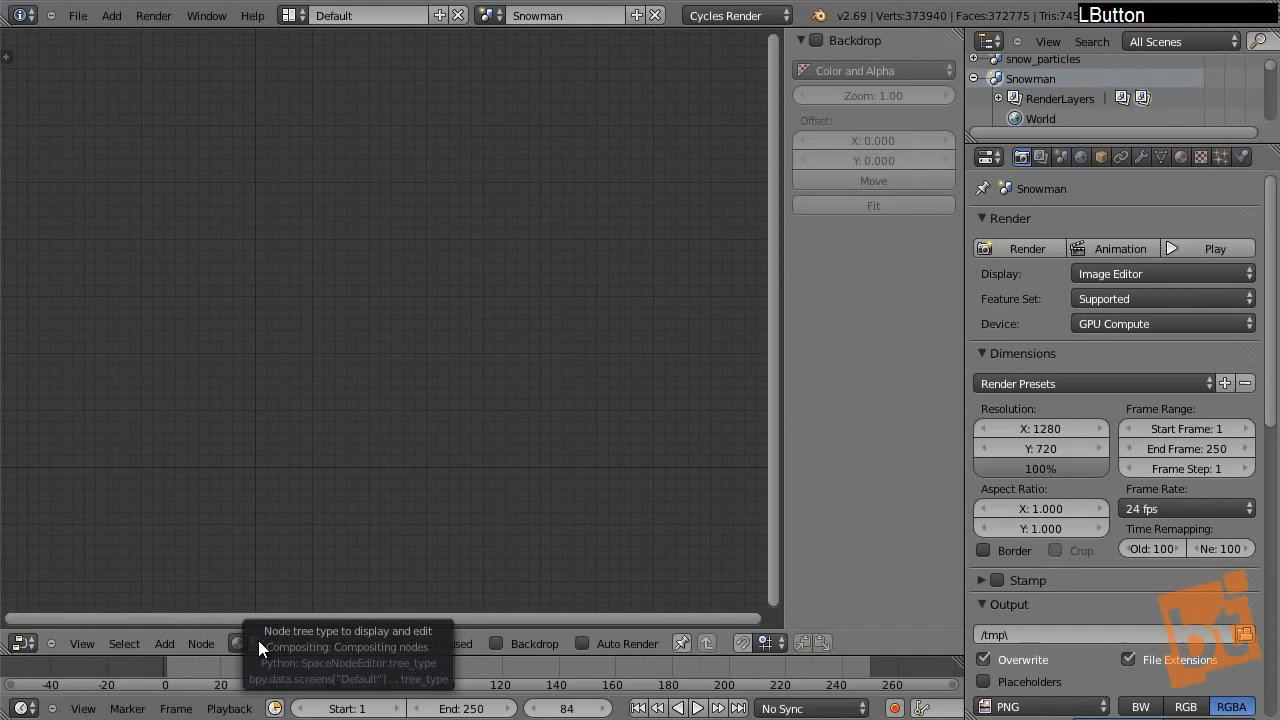 File Add Render Window Help Default Snowman Cycles Render v2.69 | Verts:373940 | Faces:372775 | Tris:745
LButton
Backdrop
Color and Alpha
Zoom: 1.00
Offset:
X: 0.000
Y: 0.000
Move
Fit
View Search All Scenes
snow_particles
Snowman
RenderLayers
World
Snowman
Render
Render Animation Play
Display: Image Editor
Feature Set: Supported
Device: GPU Compute
Dimensions
Render Presets
Resolution: Frame Range:
X: 1280 Start Frame: 1
Y: 720 End Frame: 250
100% Frame Step: 1
Aspect Ratio: Frame Rate:
X: 1.000 24 fps
Y: 1.000 Time Remapping:
Border Crop Old: 100 Ne: 100
Stamp
Output
/tmp\
Overwrite File Extensions
Placeholders
PNG BW RGB RGBA
Node tree type to display and edit
Compositing: Compositing nodes
Python: SpaceNodeEditor.tree_type
bpy.data.screens["Default"] ... tree_type
View Select Add Node Backdrop Auto Render
-40 -20 0 20 120 140 160 180 200 220 240 260
View Marker Frame Playback Start: 1 End: 250 84 No Sync